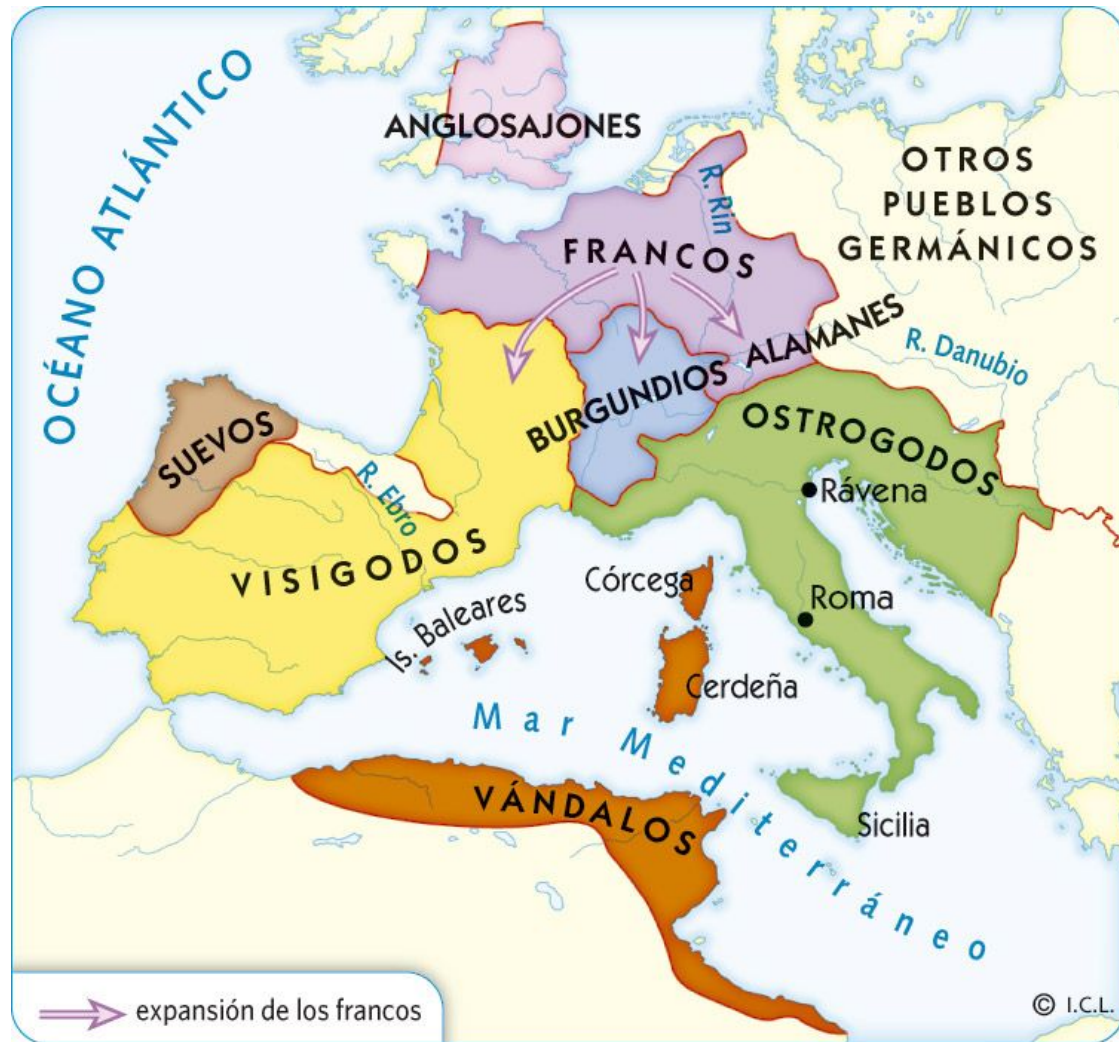 OCÉANO ATLÁNTICO
ANGLOSAJONES
OTROS
PUEBLOS
GERMÁNICOS
R. Rin
FRANCOS
ALAMANES
R. Danubio
BURGUNDIOS
OSTROGODOS
SUEVOS
R. Ebro
Rávena
VISIGODOS
Córcega
Roma
Is. Baleares
Cerdeña
Mar Mediterráneo
VÁNDALOS
Sicilia
expansión de los francos
© I.C.L.